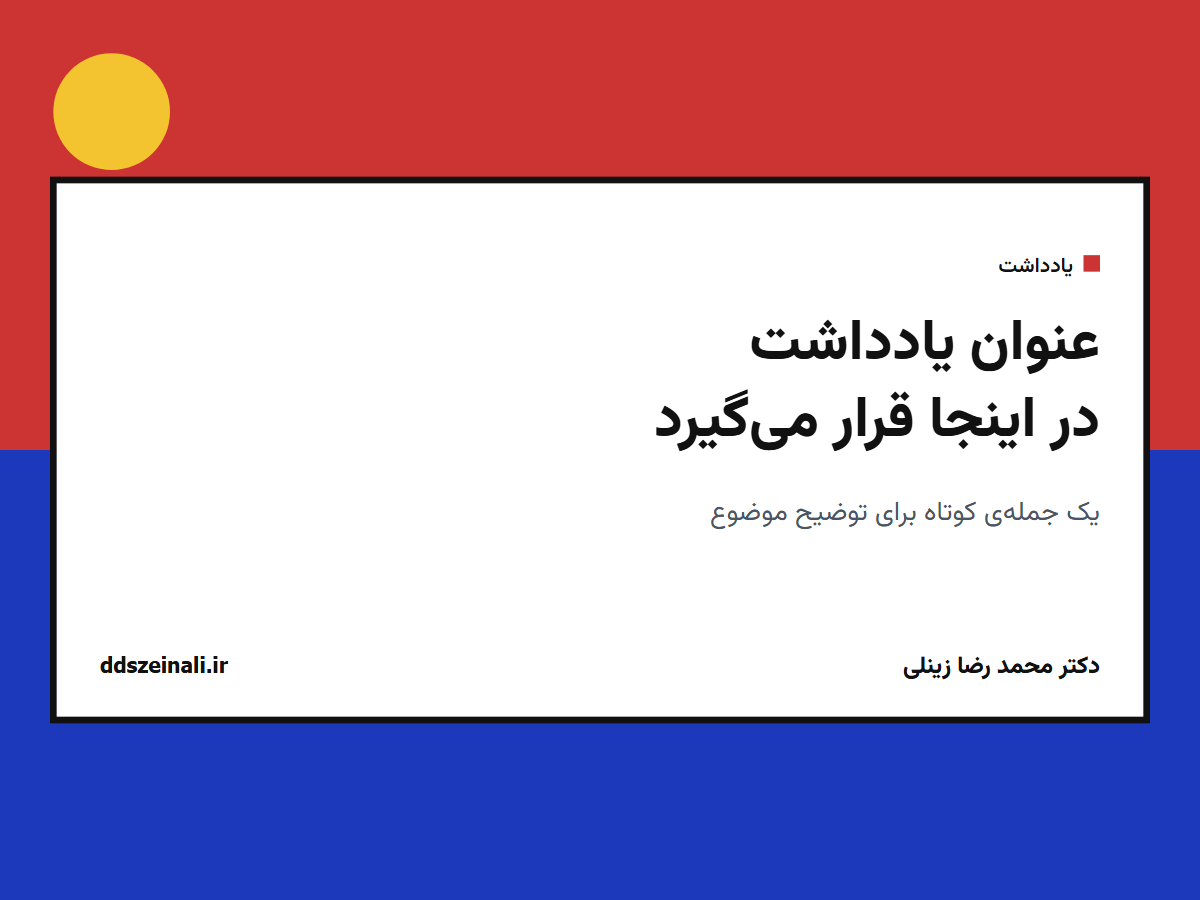 یادداشت
عنوان یادداشت
در اینجا قرار می‌گیرد
یک جمله‌ی کوتاه برای توضیح موضوع
دکتر محمد رضا زینلی
ddszeinali.ir